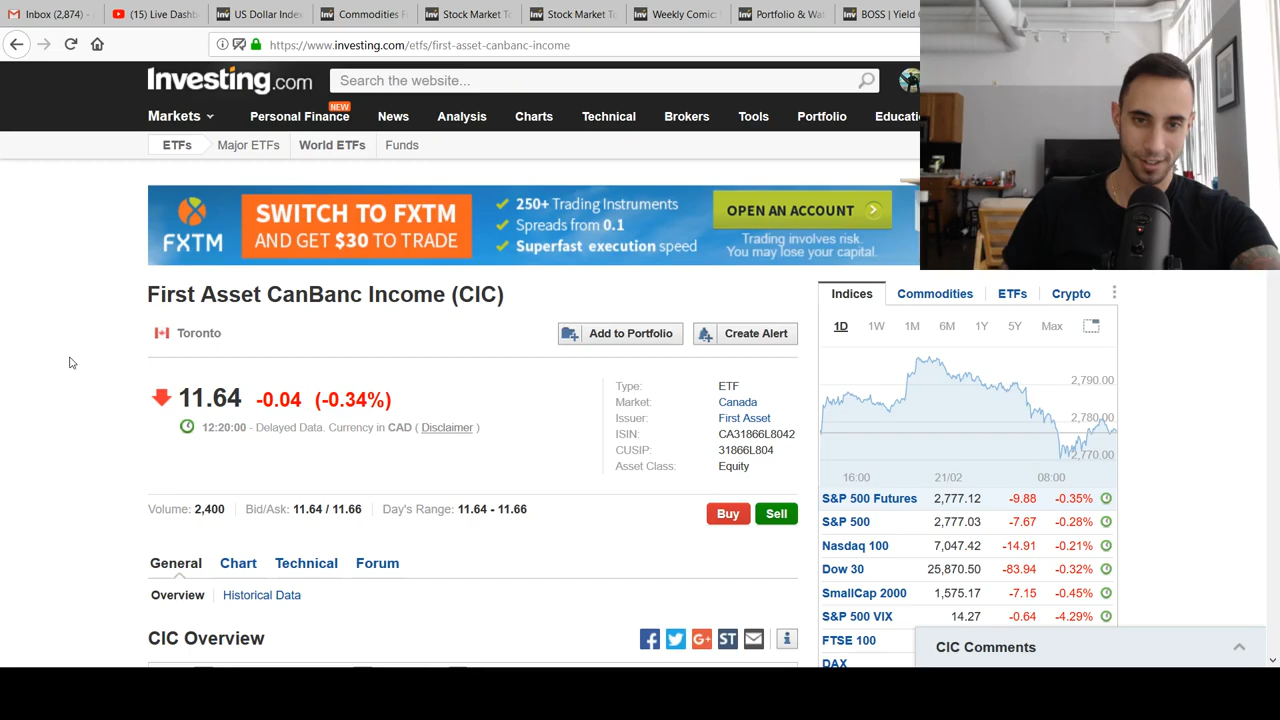 Inbox (2,874) -
(15) Live Dashb
US Dollar Index
Commodities F
Stock Market To
Stock Market To
Weekly Comic:
Portfolio & Wat
BOSS | Yield C
https://www.investing.com/etfs/first-asset-canbanc-income
Investing.com
Search the website...
NEW
Markets
Personal Finance
News
Analysis
Charts
Technical
Brokers
Tools
Portfolio
Educati
ETFs
Major ETFs
World ETFs
Funds
FXTM
SWITCH TO FXTM
AND GET $30 TO TRADE
250+ Trading Instruments
Spreads from 0.1
Superfast execution speed
OPEN AN ACCOUNT
Trading involves risk.
You may lose your capital.
First Asset CanBanc Income (CIC)
Toronto
Add to Portfolio
Create Alert
11.64 -0.04 (-0.34%)
12:20:00 - Delayed Data. Currency in CAD ( Disclaimer )
Type: ETF
Market: Canada
Issuer: First Asset
ISIN: CA31866L8042
CUSIP: 31866L804
Asset Class: Equity
Volume: 2,400 Bid/Ask: 11.64 / 11.66 Day's Range: 11.64 - 11.66
Buy
Sell
General Chart Technical Forum
Overview Historical Data
CIC Overview
ST
Indices Commodities ETFs Crypto
1D 1W 1M 6M 1Y 5Y Max
2,790.00
2,780.00
2,770.00
16:00 21/02 08:00
S&P 500 Futures 2,777.12 -9.88 -0.35%
S&P 500 2,777.03 -7.67 -0.28%
Nasdaq 100 7,047.42 -14.91 -0.21%
Dow 30 25,870.50 -83.94 -0.32%
SmallCap 2000 1,575.17 -7.15 -0.45%
S&P 500 VIX 14.27 -0.64 -4.29%
FTSE 100
DAX
CIC Comments